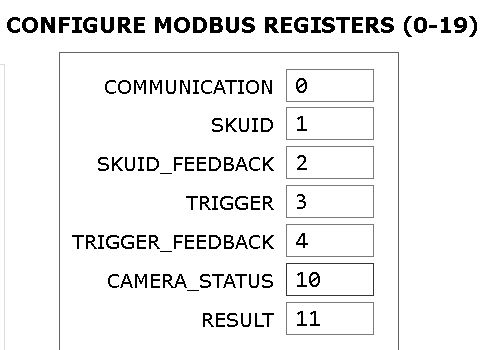 CONFIGURE MODBUS REGISTERS (0-19)
COMMUNICATION 0
SKUID 1
SKUID_FEEDBACK 2
TRIGGER 3
TRIGGER_FEEDBACK 4
CAMERA_STATUS 10
RESULT 11